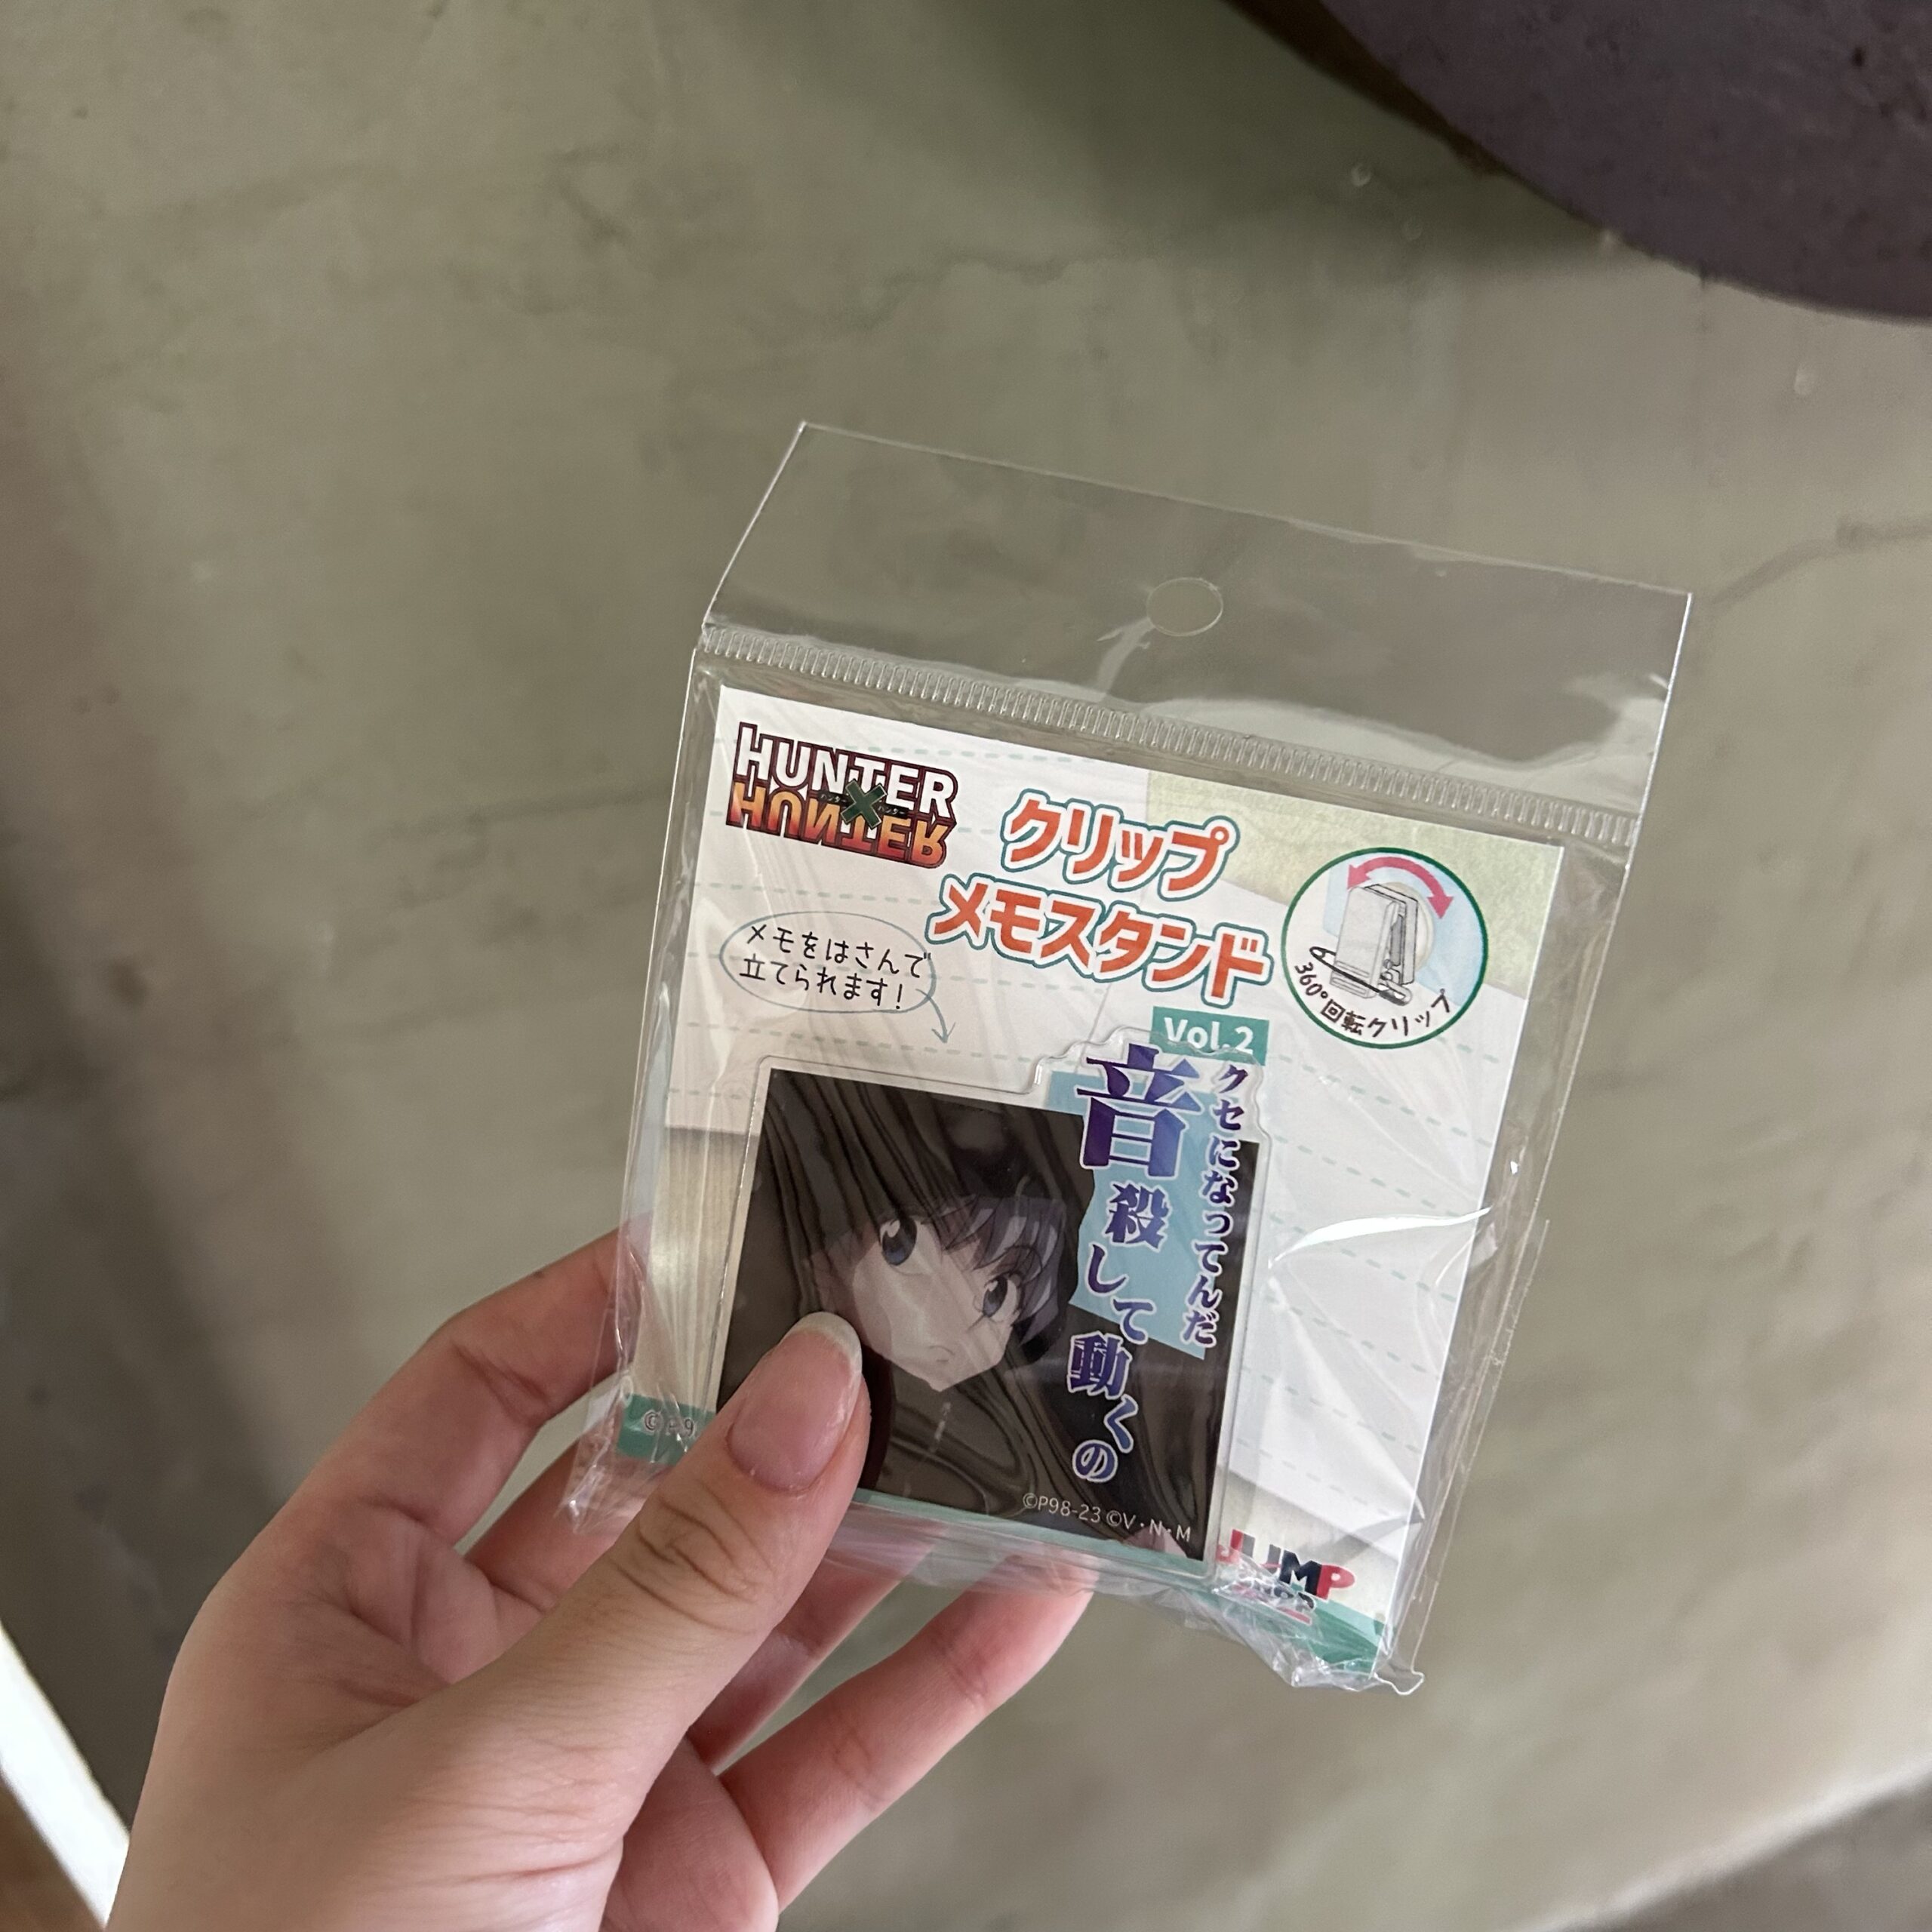 HUNTER
HUNTER
クリップ
メモスタンド
メモをはさんで
立てられます!
360°回転クリップ
Vol.2
クセになってんだ
音殺して動くの
©P98-23 ©V・N・M
JUMP